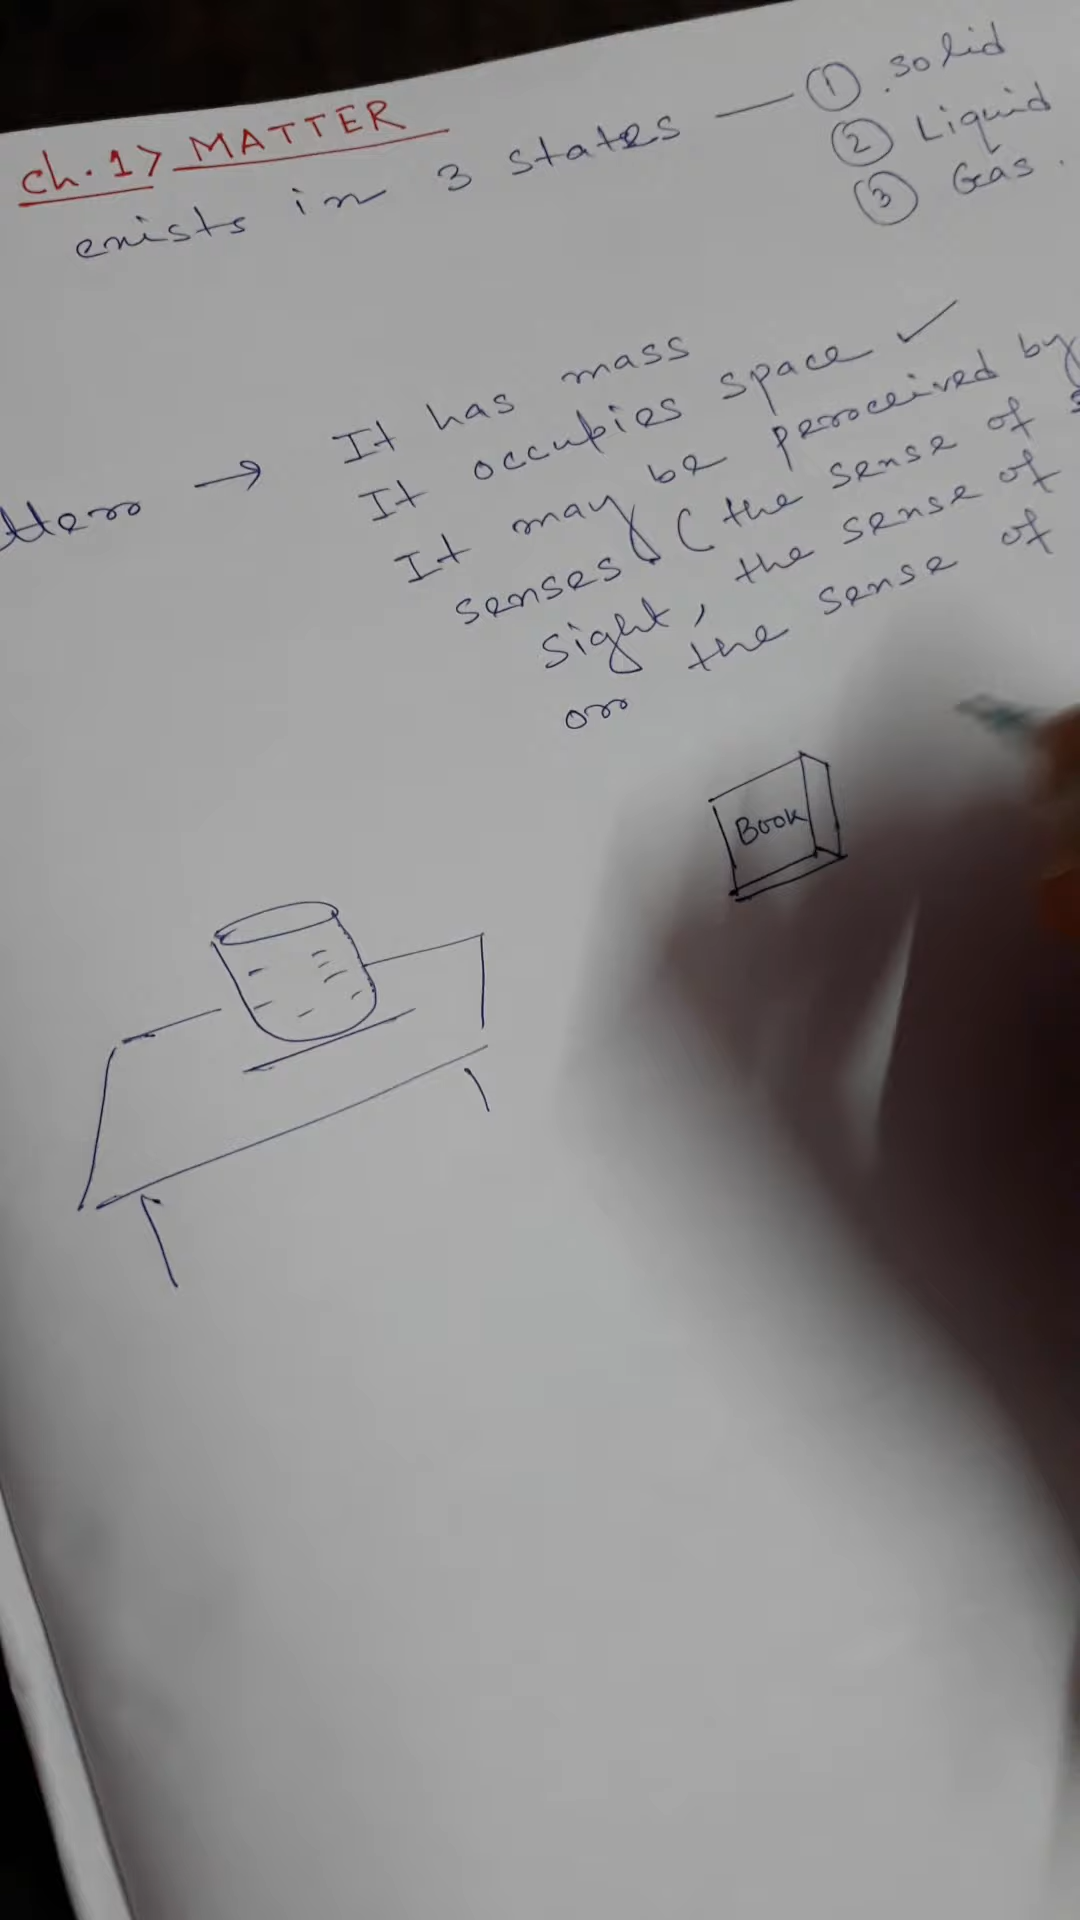 ch. 1> MATTER
exists in 3 states — ① solid
② Liquid
③ Gas.
It has mass
→ It occupies space ✓
It may be perceived by
senses (the sense of
sight, the sense of
or the sense of
Book